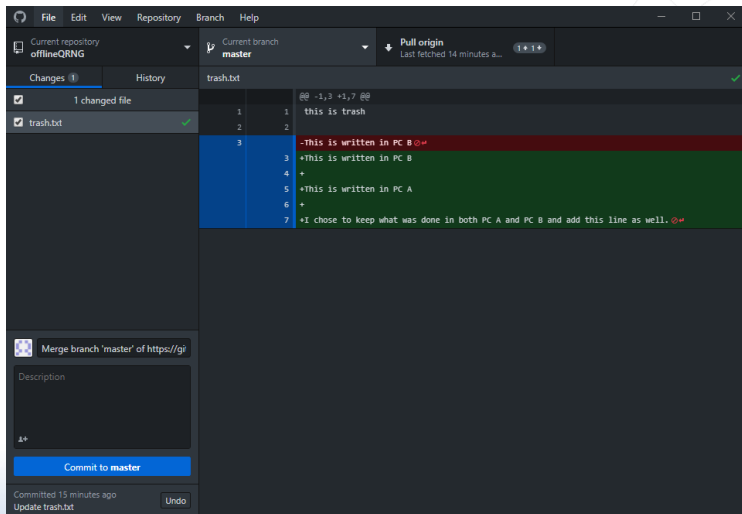 File Edit View Repository Branch Help
Current repository
offlineQRNG
Current branch
master
Pull origin
Last fetched 14 minutes a...
1 1
Changes 1 History
trash.txt
1 changed file
trash.txt
@@ -1,3 +1,7 @@
1 1 this is trash
2 2
3 -This is written in PC B
3 +This is written in PC B
4 +
5 +This is written in PC A
6 +
7 +I chose to keep what was done in both PC A and PC B and add this line as well.
Merge branch 'master' of https://gi
Description
Commit to master
Committed 15 minutes ago
Update trash.txt
Undo